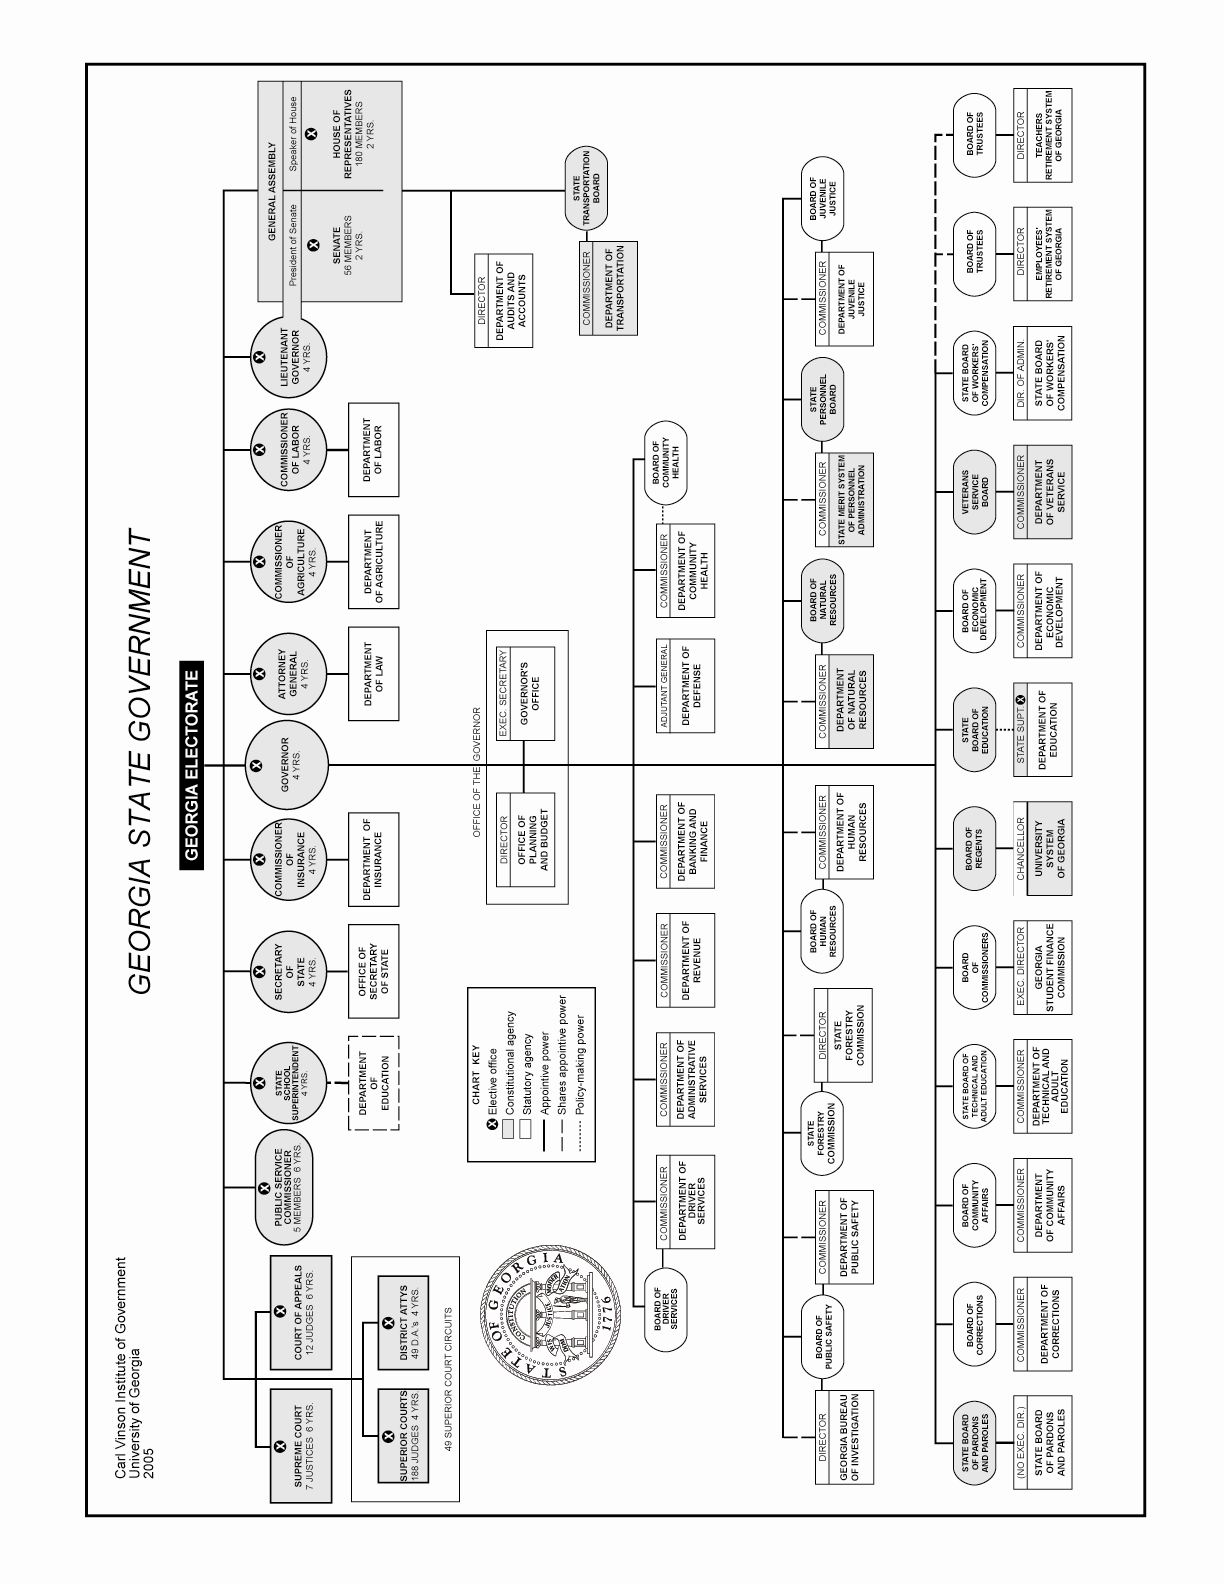 Carl Vinson Institute of Government
University of Georgia
2005
GEORGIA STATE GOVERNMENT
GEORGIA ELECTORATE
SUPREME COURT
7 JUSTICES 6 YRS.
COURT OF APPEALS
12 JUDGES 6 YRS.
SUPERIOR COURTS
188 JUDGES 4 YRS.
DISTRICT ATTYS
49 D.A.'s 4 YRS.
49 SUPERIOR COURT CIRCUITS
PUBLIC SERVICE
COMMISSIONER
5 MEMBERS 6 YRS.
STATE
SCHOOL
SUPERINTENDENT
4 YRS.
DEPARTMENT
OF
EDUCATION
SECRETARY
OF
STATE
4 YRS.
OFFICE OF
SECRETARY
OF STATE
COMMISSIONER
OF
INSURANCE
4 YRS.
DEPARTMENT OF
INSURANCE
GOVERNOR
4 YRS.
ATTORNEY
GENERAL
4 YRS.
DEPARTMENT
OF LAW
COMMISSIONER
OF
AGRICULTURE
4 YRS.
DEPARTMENT
OF AGRICULTURE
COMMISSIONER
OF LABOR
4 YRS.
DEPARTMENT
OF LABOR
LIEUTENANT
GOVERNOR
4 YRS.
GENERAL ASSEMBLY
President of Senate
Speaker of House
SENATE
56 MEMBERS
2 YRS.
HOUSE OF
REPRESENTATIVES
180 MEMBERS
2 YRS.
DIRECTOR
DEPARTMENT OF
AUDITS AND
ACCOUNTS
STATE
TRANSPORTATION
BOARD
COMMISSIONER
DEPARTMENT OF
TRANSPORTATION
STATE OF GEORGIA
CONSTITUTION
WISDOM
JUSTICE
MODERATION
1776
CHART KEY
Elective office
Constitutional agency
Statutory agency
Appointive power
Shares appointive power
Policy-making power
OFFICE OF THE GOVERNOR
DIRECTOR
OFFICE OF
PLANNING
AND BUDGET
EXEC. SECRETARY
GOVERNOR'S
OFFICE
BOARD OF
DRIVER
SERVICES
COMMISSIONER
DEPARTMENT OF
DRIVER
SERVICES
COMMISSIONER
DEPARTMENT OF
ADMINISTRATIVE
SERVICES
COMMISSIONER
DEPARTMENT OF
REVENUE
COMMISSIONER
DEPARTMENT OF
BANKING AND
FINANCE
ADJUTANT GENERAL
DEPARTMENT OF
DEFENSE
COMMISSIONER
DEPARTMENT OF
COMMUNITY
HEALTH
BOARD OF
COMMUNITY
HEALTH
DIRECTOR
GEORGIA BUREAU
OF INVESTIGATION
BOARD OF
PUBLIC SAFETY
COMMISSIONER
DEPARTMENT OF
PUBLIC SAFETY
STATE
FORESTRY
COMMISSION
DIRECTOR
STATE
FORESTRY
COMMISSION
BOARD OF
HUMAN
RESOURCES
COMMISSIONER
DEPARTMENT OF
HUMAN
RESOURCES
COMMISSIONER
DEPARTMENT
OF NATURAL
RESOURCES
BOARD OF
NATURAL
RESOURCES
COMMISSIONER
STATE MERIT SYSTEM
OF PERSONNEL
ADMINISTRATION
STATE
PERSONNEL
BOARD
COMMISSIONER
DEPARTMENT OF
JUVENILE
JUSTICE
BOARD OF
JUVENILE
JUSTICE
STATE BOARD
OF PARDONS
AND PAROLES
(NO EXEC. DIR.)
STATE BOARD
OF PARDONS
AND PAROLES
BOARD OF
CORRECTIONS
COMMISSIONER
DEPARTMENT OF
CORRECTIONS
BOARD OF
COMMUNITY
AFFAIRS
COMMISSIONER
DEPARTMENT
OF COMMUNITY
AFFAIRS
STATE BOARD OF
TECHNICAL AND
ADULT EDUCATION
COMMISSIONER
DEPARTMENT OF
TECHNICAL AND
ADULT
EDUCATION
BOARD
OF
COMMISSIONERS
EXEC. DIRECTOR
GEORGIA
STUDENT FINANCE
COMMISSION
BOARD OF
REGENTS
CHANCELLOR
UNIVERSITY
SYSTEM
OF GEORGIA
STATE
BOARD OF
EDUCATION
STATE SUPT.
DEPARTMENT OF
EDUCATION
BOARD OF
ECONOMIC
DEVELOPMENT
COMMISSIONER
DEPARTMENT OF
ECONOMIC
DEVELOPMENT
VETERANS
SERVICE
BOARD
COMMISSIONER
DEPARTMENT
OF VETERANS
SERVICE
STATE BOARD
OF WORKERS'
COMPENSATION
DIR. OF ADMIN.
STATE BOARD
OF WORKERS'
COMPENSATION
BOARD OF
TRUSTEES
DIRECTOR
EMPLOYEES'
RETIREMENT SYSTEM
OF GEORGIA
BOARD OF
TRUSTEES
DIRECTOR
TEACHERS
RETIREMENT SYSTEM
OF GEORGIA